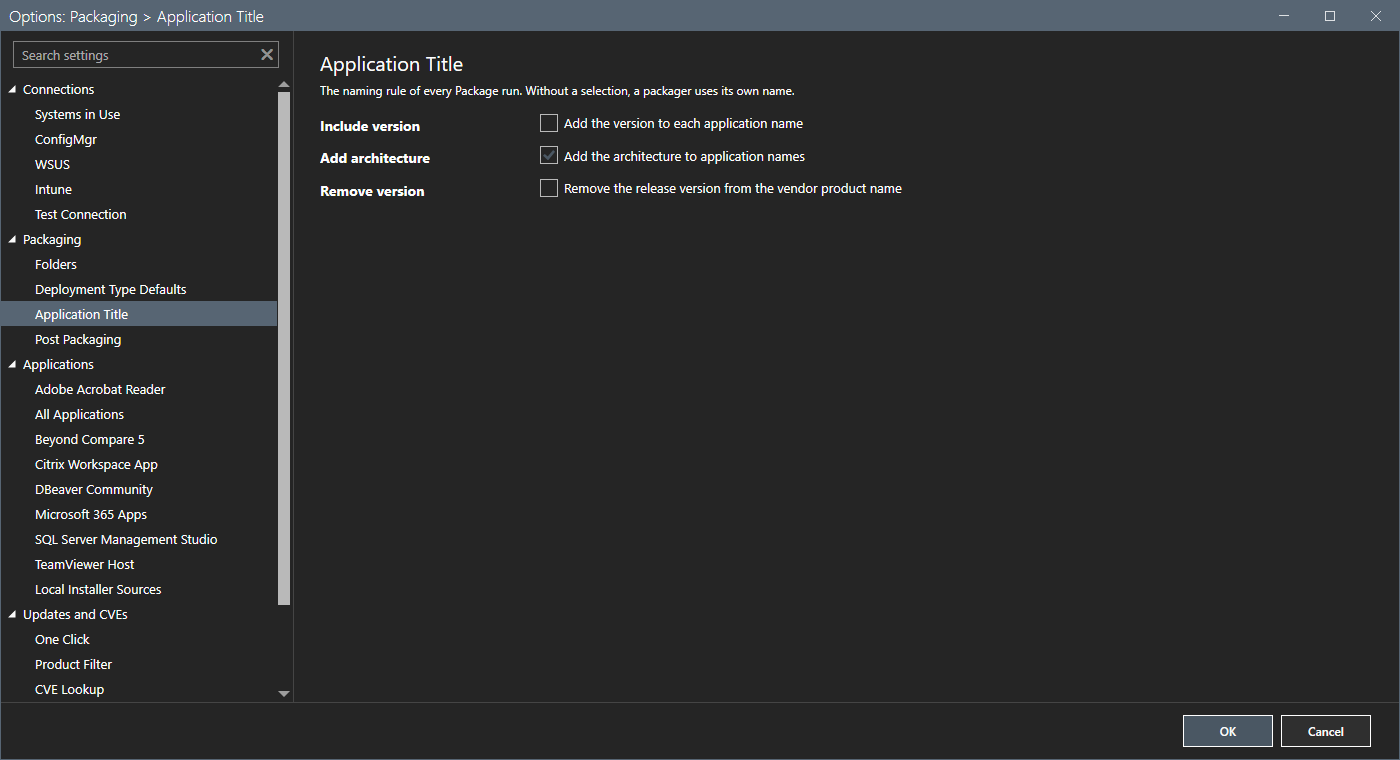 Options: Packaging > Application Title
Search settings
Connections
Systems in Use
ConfigMgr
WSUS
Intune
Test Connection
Packaging
Folders
Deployment Type Defaults
Application Title
Post Packaging
Applications
Adobe Acrobat Reader
All Applications
Beyond Compare 5
Citrix Workspace App
DBeaver Community
Microsoft 365 Apps
SQL Server Management Studio
TeamViewer Host
Local Installer Sources
Updates and CVEs
One Click
Product Filter
CVE Lookup
Application Title
The naming rule of every Package run. Without a selection, a packager uses its own name.
Include version
Add the version to each application name
Add architecture
Add the architecture to application names
Remove version
Remove the release version from the vendor product name
OK
Cancel